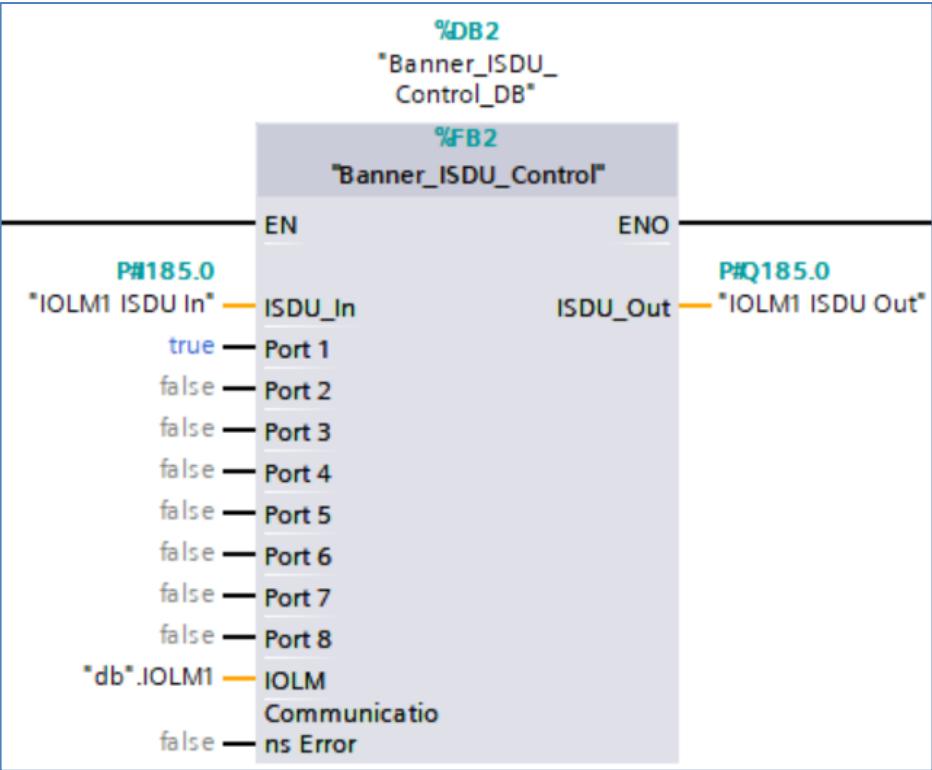 %DB2
"Banner_ISDU_
Control_DB"
%FB2
"Banner_ISDU_Control"
EN ENO
P#I185.0 P#Q185.0
"IOLM1 ISDU In" ISDU_In ISDU_Out "IOLM1 ISDU Out"
true Port 1
false Port 2
false Port 3
false Port 4
false Port 5
false Port 6
false Port 7
false Port 8
"db".IOLM1 IOLM
Communicatio
false ns Error